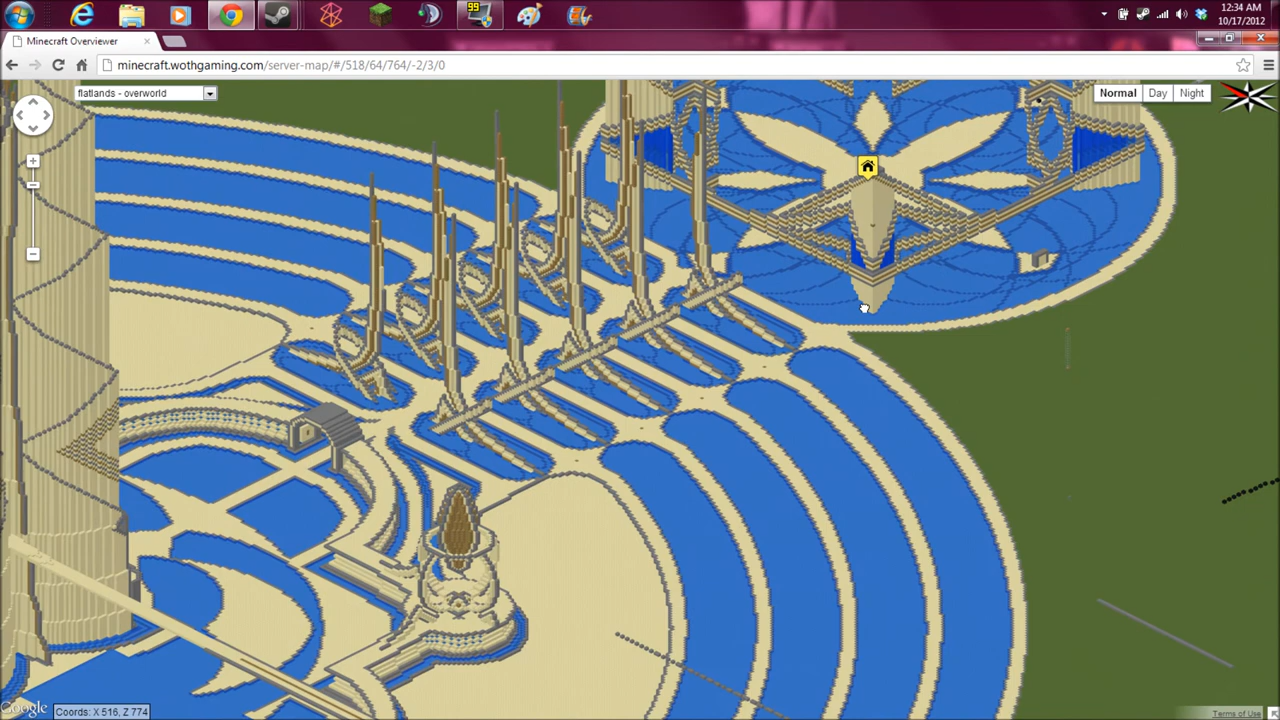 99
12:34 AM
10/17/2012
Minecraft Overviewer
minecraft.wothgaming.com/server-map/#/518/64/764/-2/3/0
flatlands - overworld
Normal Day Night
Google
Coords: X 516, Z 774
Terms of Use